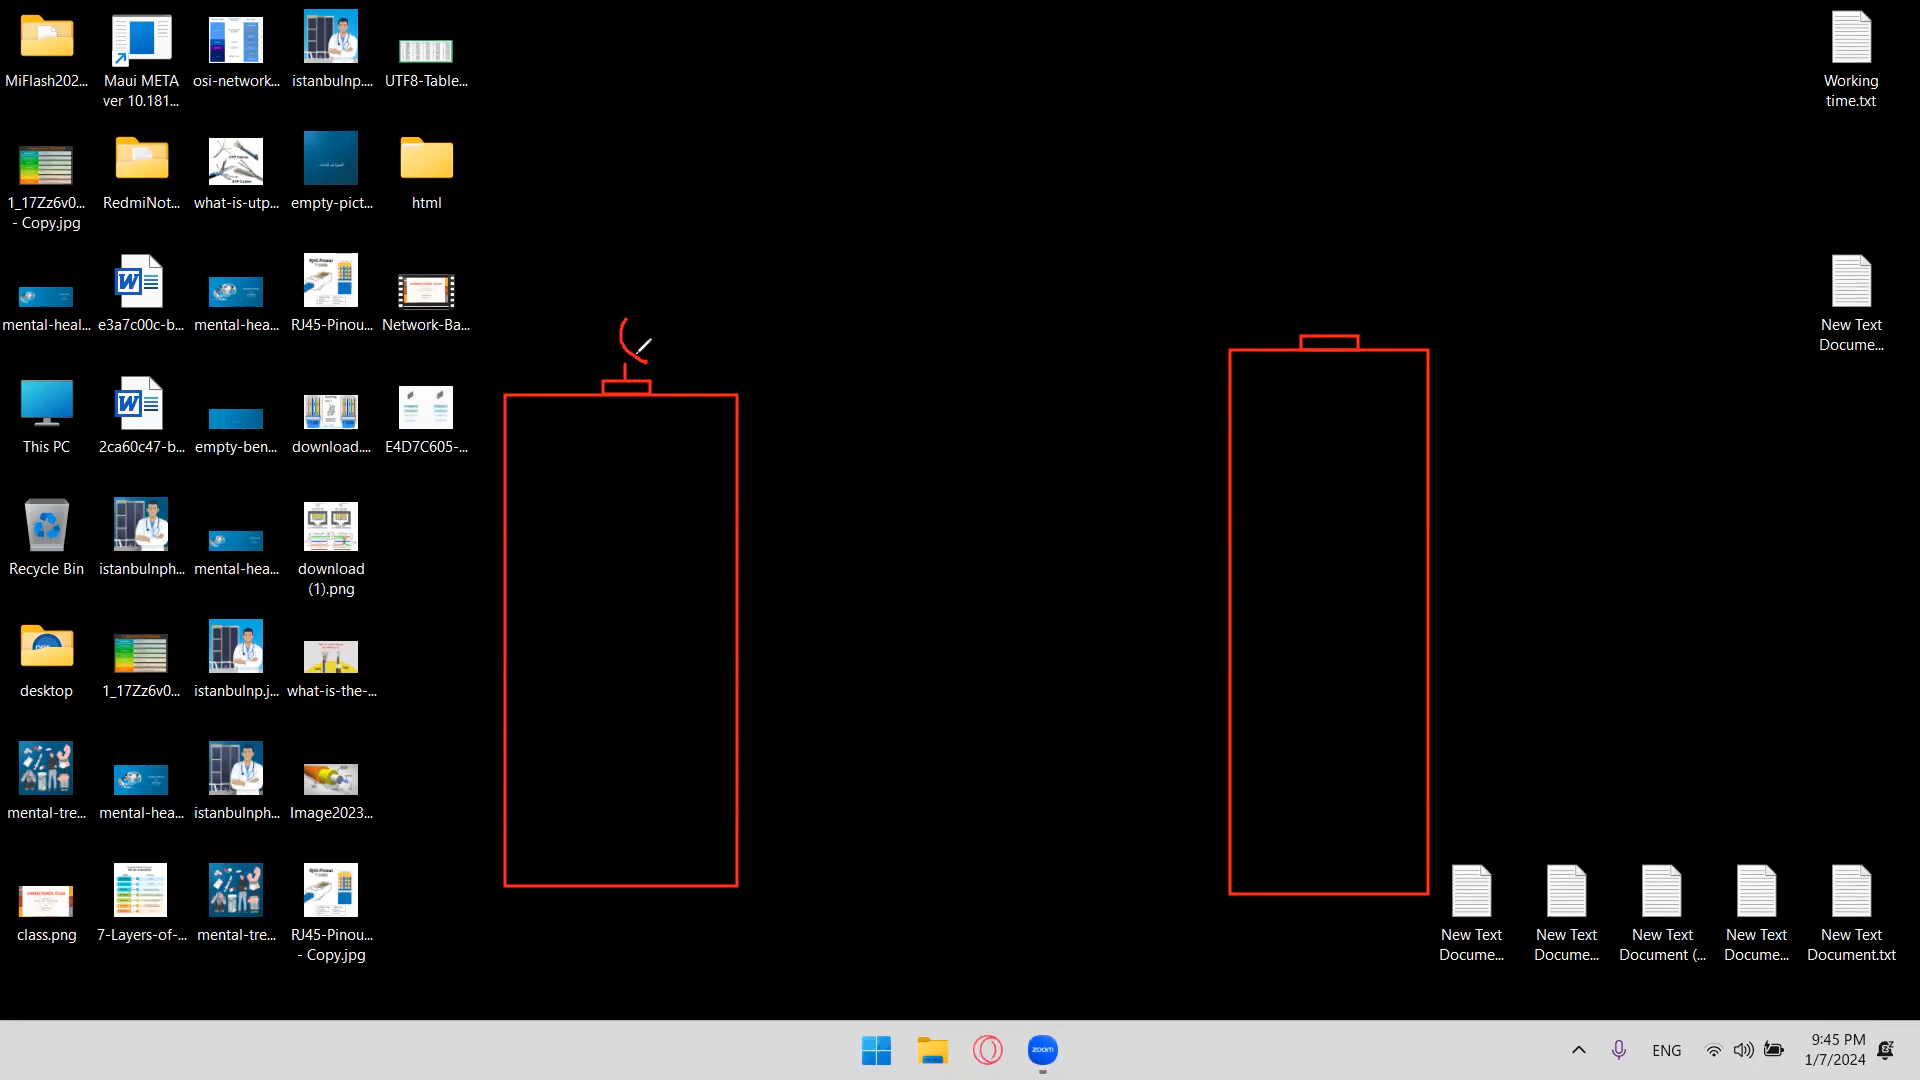 MiFlash202...
Maui META
ver 10.181...
osi-network...
istanbulnp....
UTF8-Table...
Working
time.txt
1_17Zz6v0...
- Copy.jpg
RedmiNot...
what-is-utp...
empty-pict...
html
mental-heal...
e3a7c00c-b...
mental-hea...
RJ45-Pinou...
Network-Ba...
New Text
Docume...
This PC
2ca60c47-b...
empty-ben...
download....
E4D7C605-...
Recycle Bin
istanbulnph...
mental-hea...
download
(1).png
desktop
1_17Zz6v0...
istanbulnp.j...
what-is-the-...
mental-tre...
mental-hea...
istanbulnph...
Image2023...
class.png
7-Layers-of-...
mental-tre...
RJ45-Pinou...
- Copy.jpg
New Text
Docume...
New Text
Docume...
New Text
Document (...
New Text
Docume...
New Text
Document.txt
zoom
ENG
9:45 PM
1/7/2024